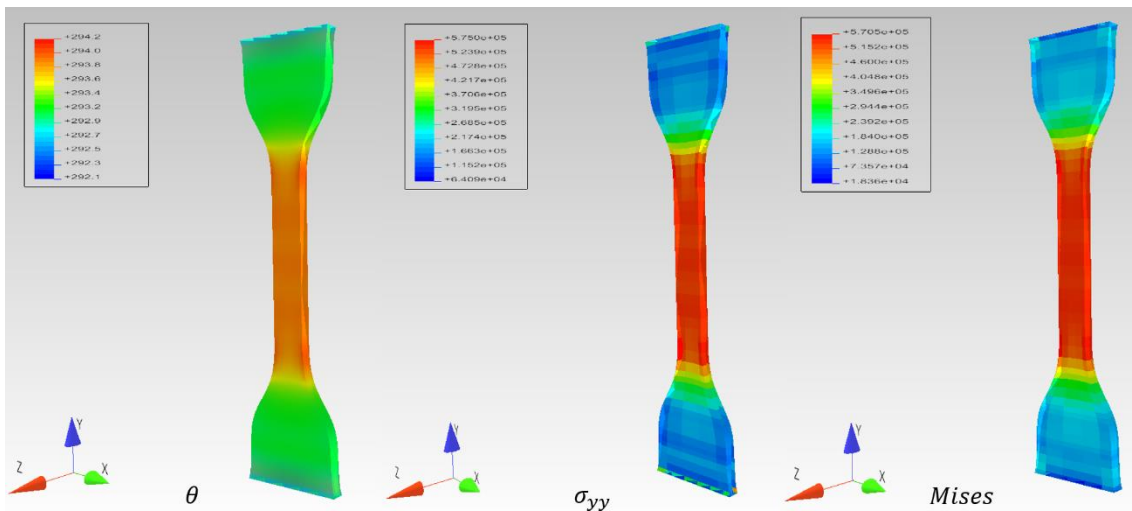 +294.2
+294.0
+293.8
+293.6
+293.4
+293.2
+292.9
+292.7
+292.5
+292.3
+292.1
Y
Z
X
θ
+5.750e+05
+5.239e+05
+4.728e+05
+4.217e+05
+3.706e+05
+3.195e+05
+2.685e+05
+2.174e+05
+1.663e+05
+1.152e+05
+6.409e+04
Y
Z
X
σyy
+5.705e+05
+5.152e+05
+4.600e+05
+4.048e+05
+3.496e+05
+2.944e+05
+2.392e+05
+1.840e+05
+1.288e+05
+7.357e+04
+1.836e+04
Y
Z
X
Mises